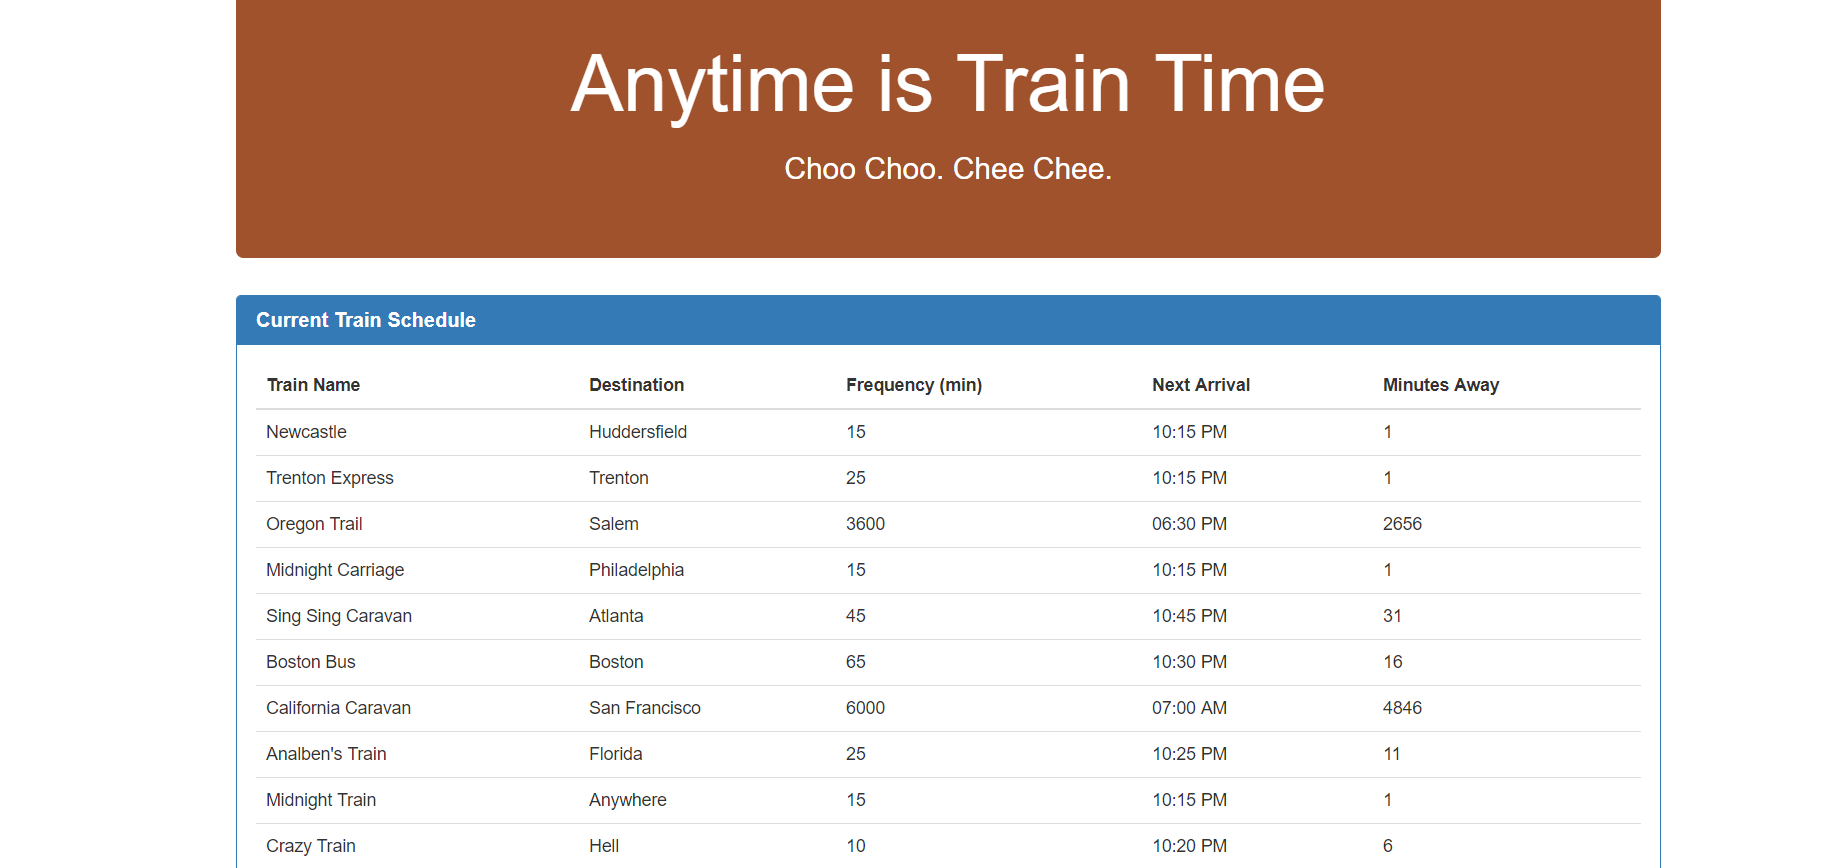 Anytime is Train Time
Choo Choo. Chee Chee.
Current Train Schedule
Train Name Destination Frequency (min) Next Arrival Minutes Away
Newcastle Huddersfield 15 10:15 PM 1
Trenton Express Trenton 25 10:15 PM 1
Oregon Trail Salem 3600 06:30 PM 2656
Midnight Carriage Philadelphia 15 10:15 PM 1
Sing Sing Caravan Atlanta 45 10:45 PM 31
Boston Bus Boston 65 10:30 PM 16
California Caravan San Francisco 6000 07:00 AM 4846
Analben's Train Florida 25 10:25 PM 11
Midnight Train Anywhere 15 10:15 PM 1
Crazy Train Hell 10 10:20 PM 6